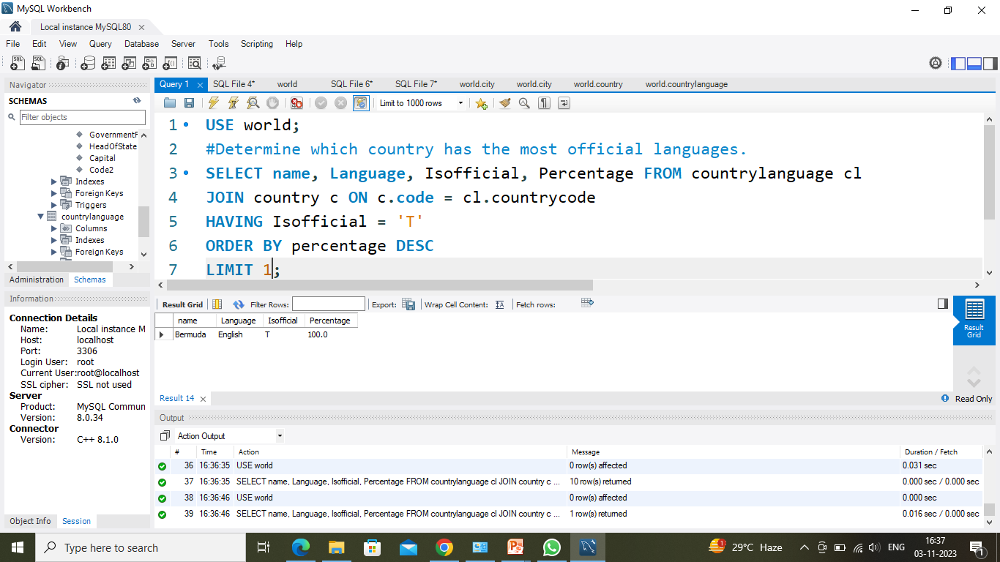 MySQL Workbench
Local instance MySQL80
File Edit View Query Database Server Tools Scripting Help
Navigator
SCHEMAS
Filter objects
GovernmentF
HeadOfState
Capital
Code2
Indexes
Foreign Keys
Triggers
countrylanguage
Columns
Indexes
Foreign Keys
Administration Schemas
Information
Connection Details
Name: Local instance M
Host: localhost
Port: 3306
Login User: root
Current User: root@localhost
SSL cipher: SSL not used
Server
Product: MySQL Commun
Version: 8.0.34
Connector
Version: C++ 8.1.0
Object Info Session
Query 1 SQL File 4* world SQL File 6* SQL File 7* world.city world.city world.country world.countrylanguage
Limit to 1000 rows
1 USE world;
2 #Determine which country has the most official languages.
3 SELECT name, Language, Isofficial, Percentage FROM countrylanguage cl
4 JOIN country c ON c.code = cl.countrycode
5 HAVING Isofficial = 'T'
6 ORDER BY percentage DESC
7 LIMIT 1;
Result Grid Filter Rows: Export: Wrap Cell Content: Fetch rows:
name Language Isofficial Percentage
Bermuda English T 100.0
Result Grid
Result 14
Read Only
Output
Action Output
# Time Action Message Duration / Fetch
36 16:36:35 USE world 0 row(s) affected 0.031 sec
37 16:36:35 SELECT name, Language, Isofficial, Percentage FROM countrylanguage cl JOIN country c ... 10 row(s) returned 0.000 sec / 0.000 sec
38 16:36:46 USE world 0 row(s) affected 0.000 sec
39 16:36:46 SELECT name, Language, Isofficial, Percentage FROM countrylanguage cl JOIN country c ... 1 row(s) returned 0.016 sec / 0.000 sec
Type here to search
1
29°C Haze
ENG
16:37
03-11-2023
1